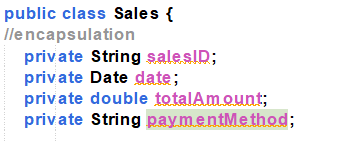 public class Sales {
//encapsulation
private String salesID;
private Date date;
private double totalAmount;
private String paymentMethod;